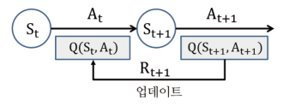 A_t A_{t+1}
S_t S_{t+1}
Q(S_t, A_t) Q(S_{t+1}, A_{t+1})
R_{t+1}
업데이트